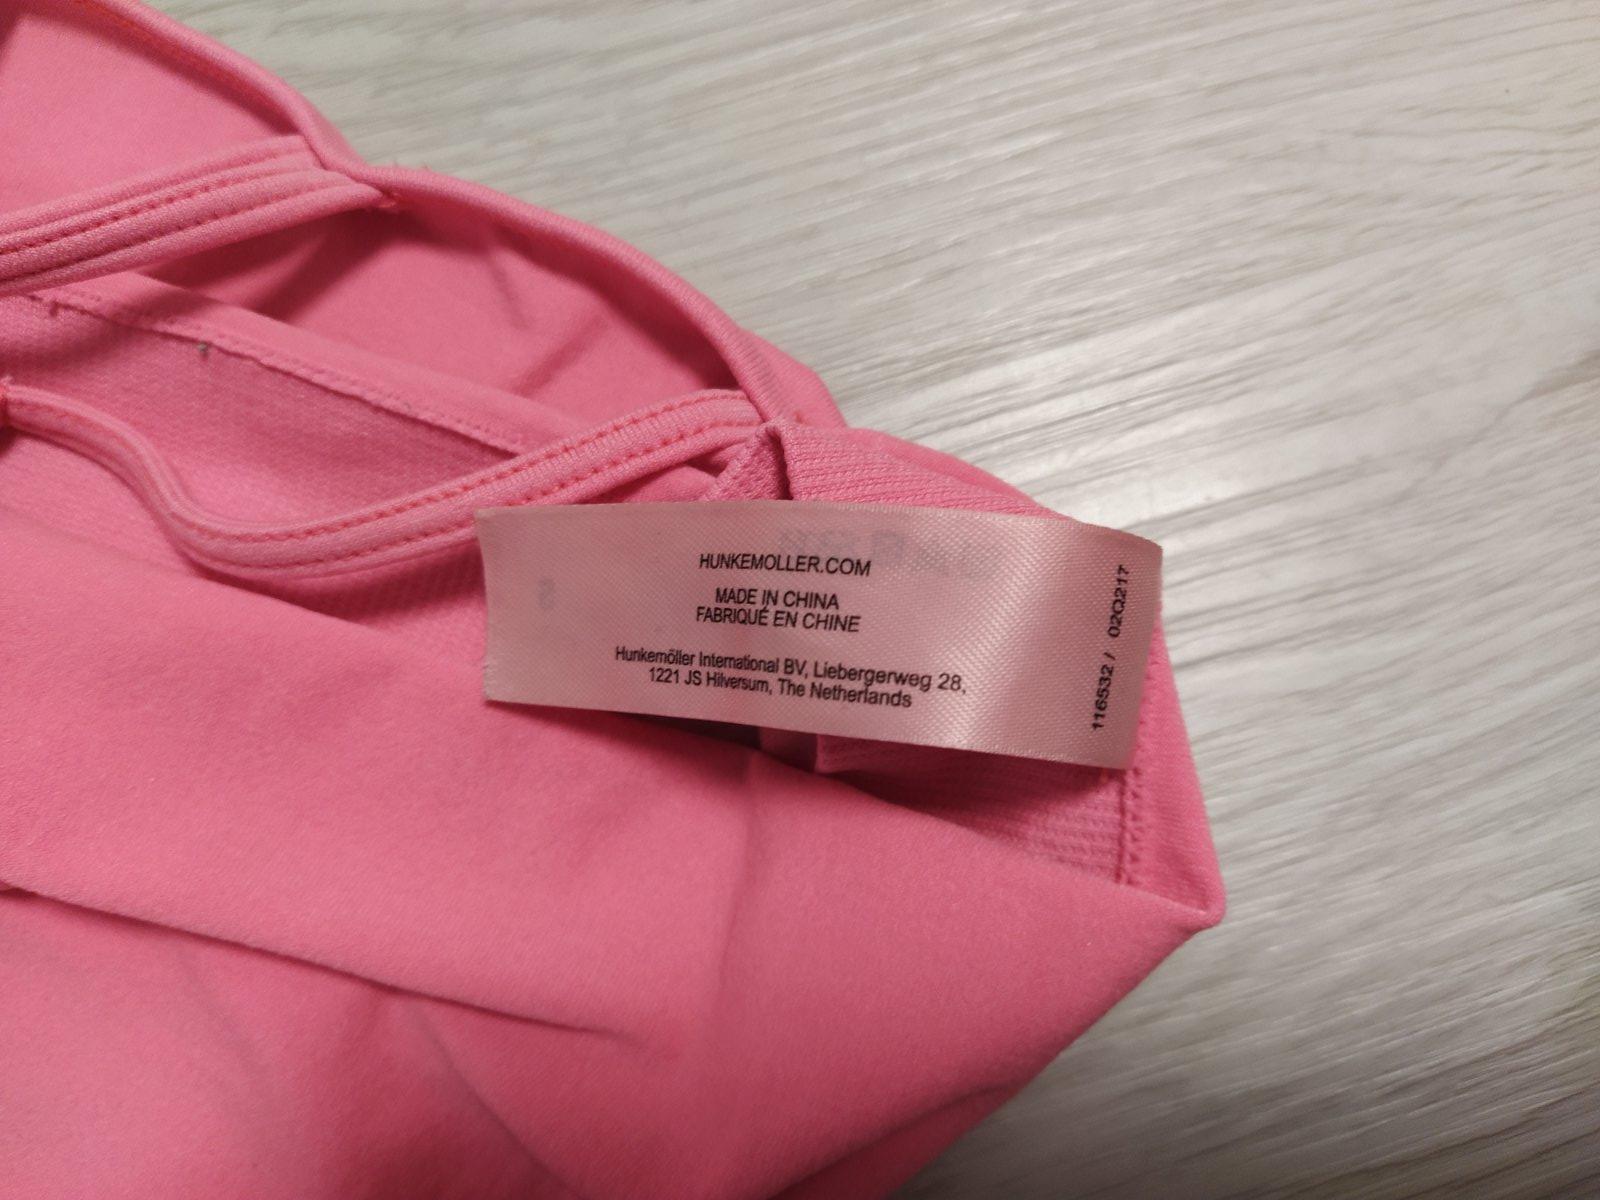 HUNKEMOLLER.COM
MADE IN CHINA
FABRIQUÉ EN CHINE
Hunkemöller International BV, Liebergerweg 28,
1221 JS Hilversum, The Netherlands
116532 / 02Q217